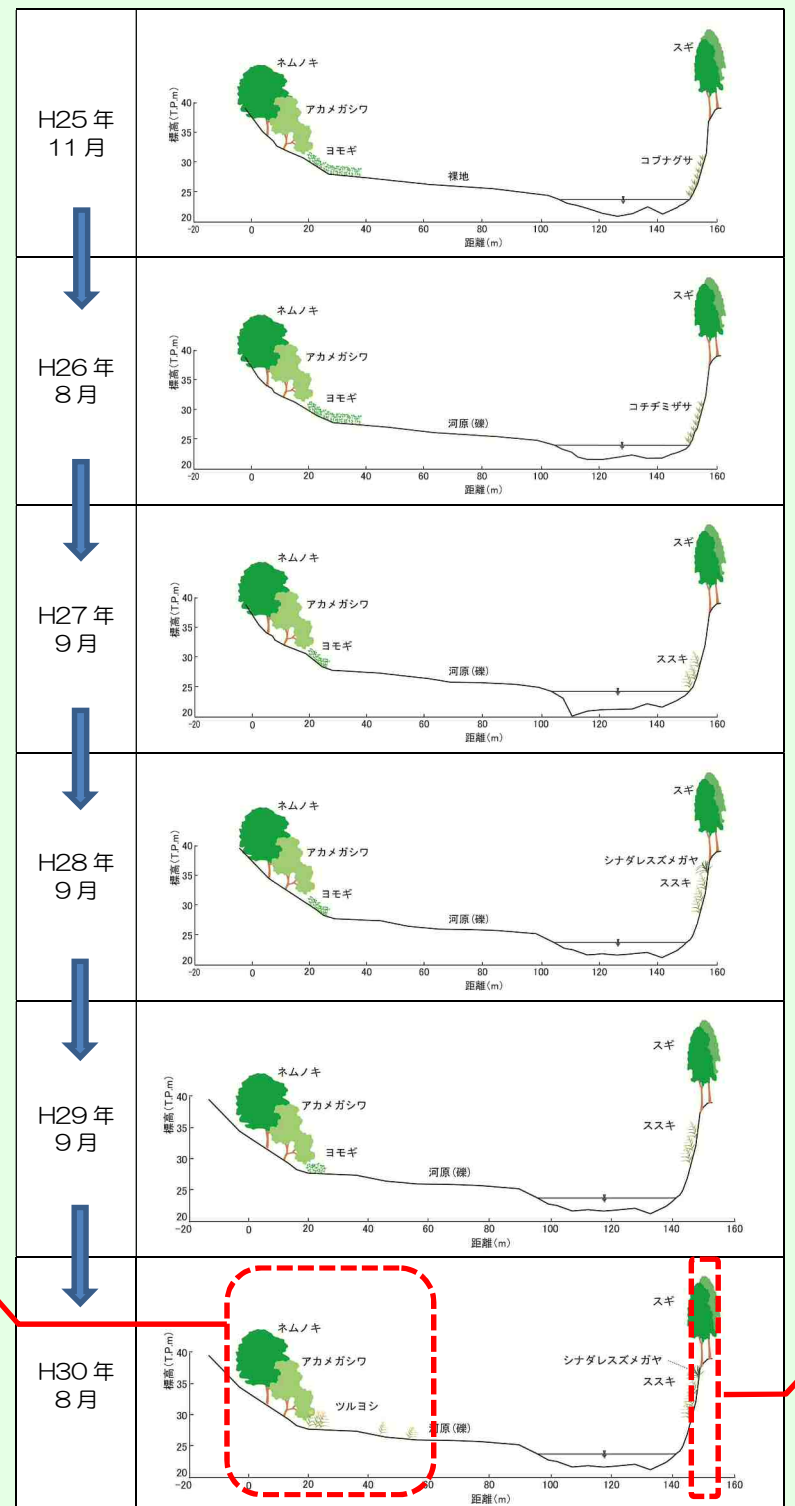 H25年
11月
ネムノキ
アカメガシワ
ヨモギ
裸地
コブナグサ
スギ
標高(T.P.m)
40
35
30
25
20
-20 0 20 40 60 80 100 120 140 160
距離(m)
H26年
8月
ネムノキ
アカメガシワ
ヨモギ
河原(礫)
コチヂミザサ
スギ
標高(T.P.m)
40
35
30
25
20
-20 0 20 40 60 80 100 120 140 160
距離(m)
H27年
9月
ネムノキ
アカメガシワ
ヨモギ
河原(礫)
ススキ
スギ
標高(T.P.m)
40
35
30
25
20
-20 0 20 40 60 80 100 120 140 160
距離(m)
H28年
9月
ネムノキ
アカメガシワ
ヨモギ
河原(礫)
スギ
シナダレスズメガヤ
ススキ
標高(T.P.m)
40
35
30
25
20
-20 0 20 40 60 80 100 120 140 160
距離(m)
H29年
9月
ネムノキ
アカメガシワ
ヨモギ
河原(礫)
スギ
ススキ
標高(T.P.m)
40
35
30
25
20
-20 0 20 40 60 80 100 120 140 160
距離(m)
H30年
8月
ネムノキ
アカメガシワ
ツルヨシ
河原(礫)
スギ
シナダレスズメガヤ
ススキ
標高(T.P.m)
40
35
30
25
20
-20 0 20 40 60 80 100 120 140 160
距離(m)